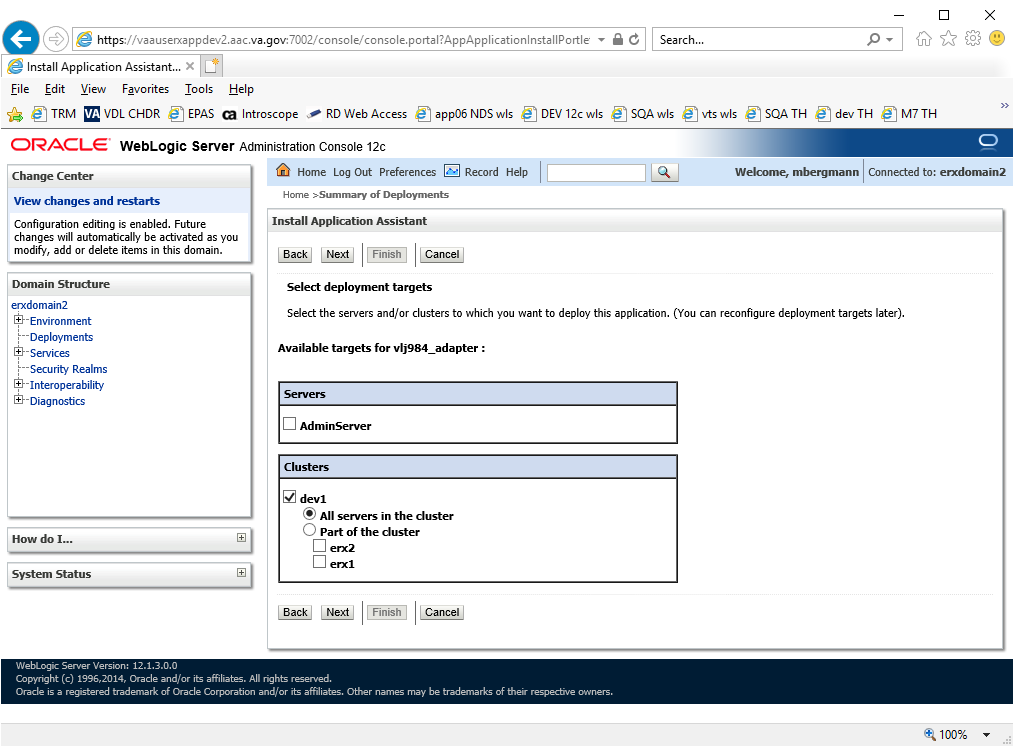 https://vaauserxappdev2.aac.va.gov:7002/console/console.portal?AppApplicationInstallPortle
Search...
Install Application Assistant...
File Edit View Favorites Tools Help
TRM VA VDL CHDR EPAS ca Introscope RD Web Access app06 NDS wls DEV 12c wls SQA wls vts wls SQA TH dev TH M7 TH
ORACLE WebLogic Server Administration Console 12c
Change Center
View changes and restarts
Configuration editing is enabled. Future
changes will automatically be activated as you
modify, add or delete items in this domain.
Domain Structure
erxdomain2
Environment
Deployments
Services
Security Realms
Interoperability
Diagnostics
How do I...
System Status
Home Log Out Preferences Record Help
Welcome, mbergmann Connected to: erxdomain2
Home >Summary of Deployments
Install Application Assistant
Back Next Finish Cancel
Select deployment targets
Select the servers and/or clusters to which you want to deploy this application. (You can reconfigure deployment targets later).
Available targets for vlj984_adapter :
Servers
AdminServer
Clusters
dev1
All servers in the cluster
Part of the cluster
erx2
erx1
Back Next Finish Cancel
WebLogic Server Version: 12.1.3.0.0
Copyright (c) 1996,2014, Oracle and/or its affiliates. All rights reserved.
Oracle is a registered trademark of Oracle Corporation and/or its affiliates. Other names may be trademarks of their respective owners.
100%